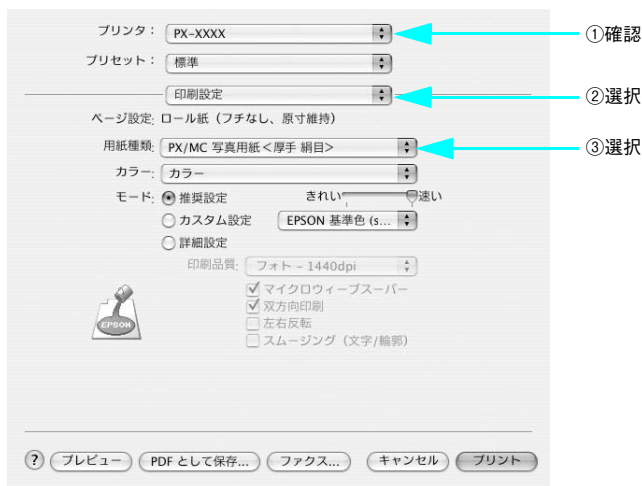 プリンタ： PX-XXXX ①確認
プリセット： 標準
印刷設定 ②選択
ページ設定: ロール紙（フチなし、原寸維持）
用紙種類: PX/MC 写真用紙＜厚手 絹目＞ ③選択
カラー: カラー
モード: 推奨設定 きれい 速い
カスタム設定 EPSON 基準色 (s...
詳細設定
印刷品質: フォト – 1440dpi
マイクロウィーブスーパー
双方向印刷
左右反転
スムージング（文字/輪郭）
EPSON
? プレビュー PDF として保存... ファクス... キャンセル プリント